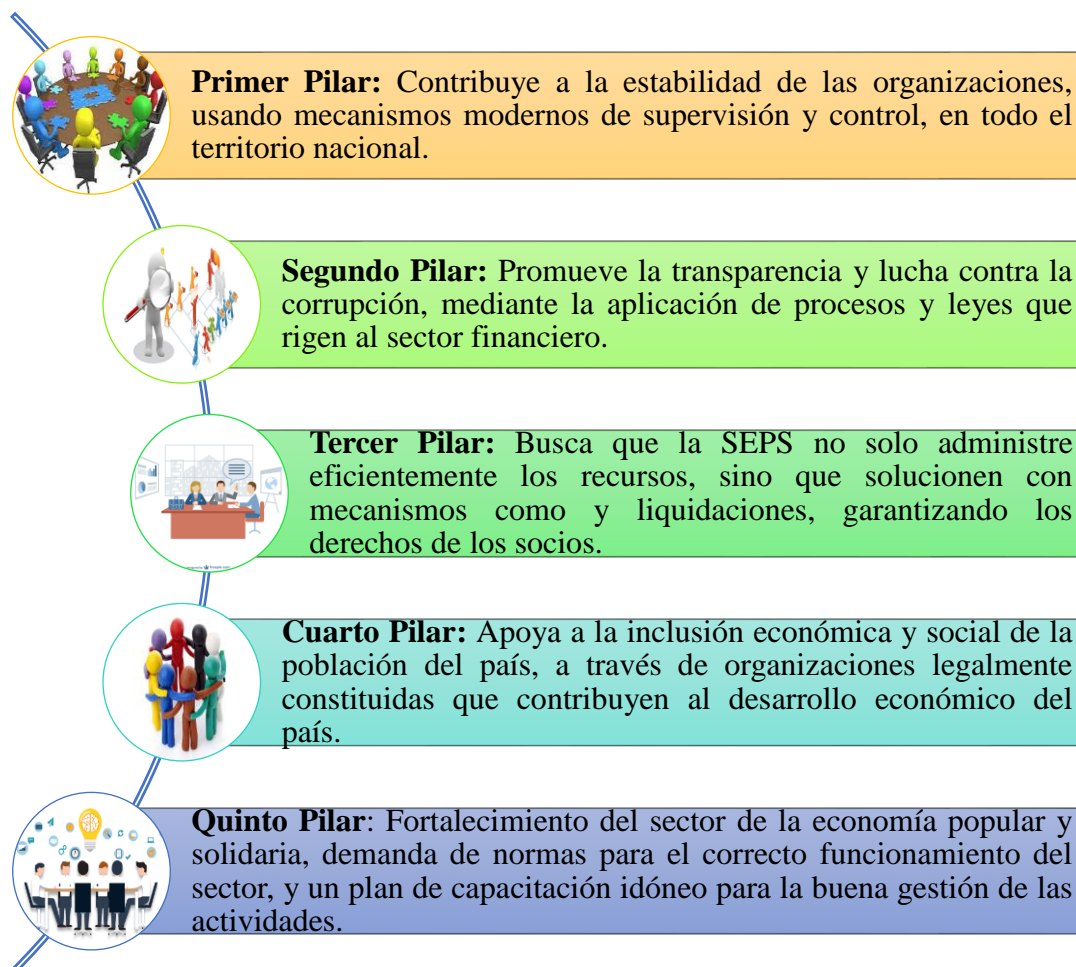 Primer Pilar: Contribuye a la estabilidad de las organizaciones,
usando mecanismos modernos de supervisión y control, en todo el
territorio nacional.
Segundo Pilar: Promueve la transparencia y lucha contra la
corrupción, mediante la aplicación de procesos y leyes que
rigen al sector financiero.
Tercer Pilar: Busca que la SEPS no solo administre
eficientemente los recursos, sino que solucionen con
mecanismos como y liquidaciones, garantizando los
derechos de los socios.
Cuarto Pilar: Apoya a la inclusión económica y social de la
población del país, a través de organizaciones legalmente
constituidas que contribuyen al desarrollo económico del
país.
Quinto Pilar: Fortalecimiento del sector de la economía popular y
solidaria, demanda de normas para el correcto funcionamiento del
sector, y un plan de capacitación idóneo para la buena gestión de las
actividades.